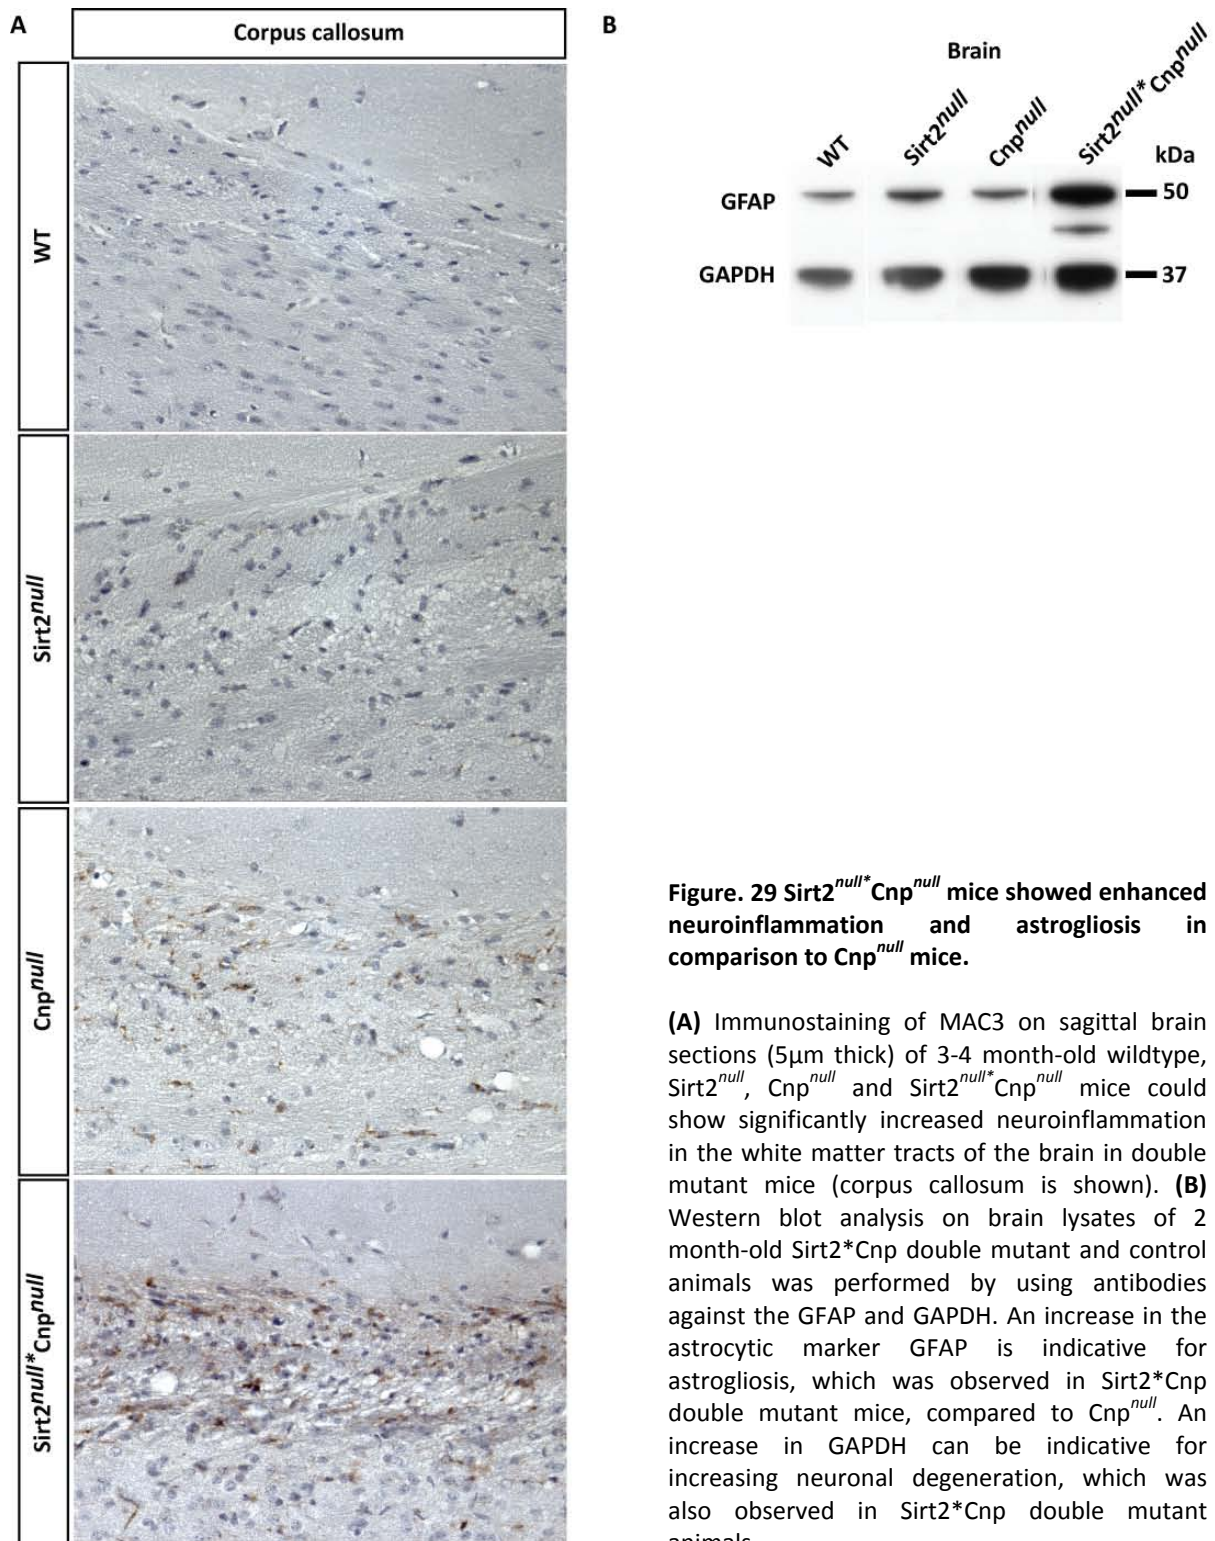 A
Corpus callosum
WT
Sirt2null
Cnpnull
Sirt2null*Cnpnull
B
Brain
WT
Sirt2null
Cnpnull
Sirt2null*Cnpnull
kDa
GFAP
50
GAPDH
37
Figure. 29 Sirt2null*Cnpnull mice showed enhanced
neuroinflammation and astrogliosis in
comparison to Cnpnull mice.
(A) Immunostaining of MAC3 on sagittal brain
sections (5µm thick) of 3-4 month-old wildtype,
Sirt2null, Cnpnull and Sirt2null*Cnpnull mice could
show significantly increased neuroinflammation
in the white matter tracts of the brain in double
mutant mice (corpus callosum is shown). (B)
Western blot analysis on brain lysates of 2
month-old Sirt2*Cnp double mutant and control
animals was performed by using antibodies
against the GFAP and GAPDH. An increase in the
astrocytic marker GFAP is indicative for
astrogliosis, which was observed in Sirt2*Cnp
double mutant mice, compared to Cnpnull. An
increase in GAPDH can be indicative for
increasing neuronal degeneration, which was
also observed in Sirt2*Cnp double mutant